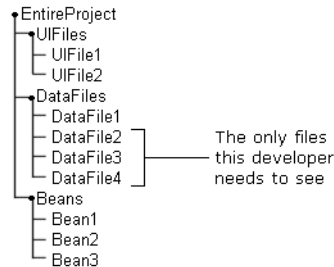 EntireProject
UIFiles
UIFile1
UIFile2
DataFiles
DataFile1
DataFile2
DataFile3
DataFile4
The only files
this developer
needs to see
Beans
Bean1
Bean2
Bean3